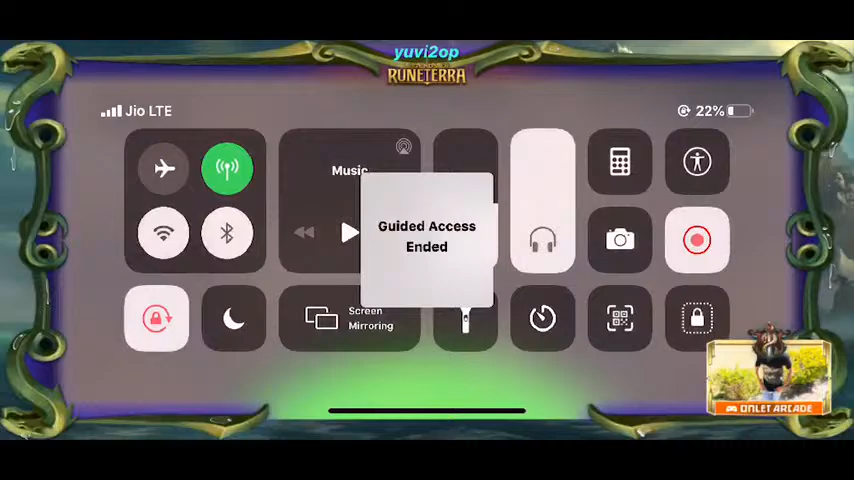 yuvi2op
RUNETERRA
Jio LTE
22%
Music
Guided Access
Ended
Screen
Mirroring
ONLET ARCADE